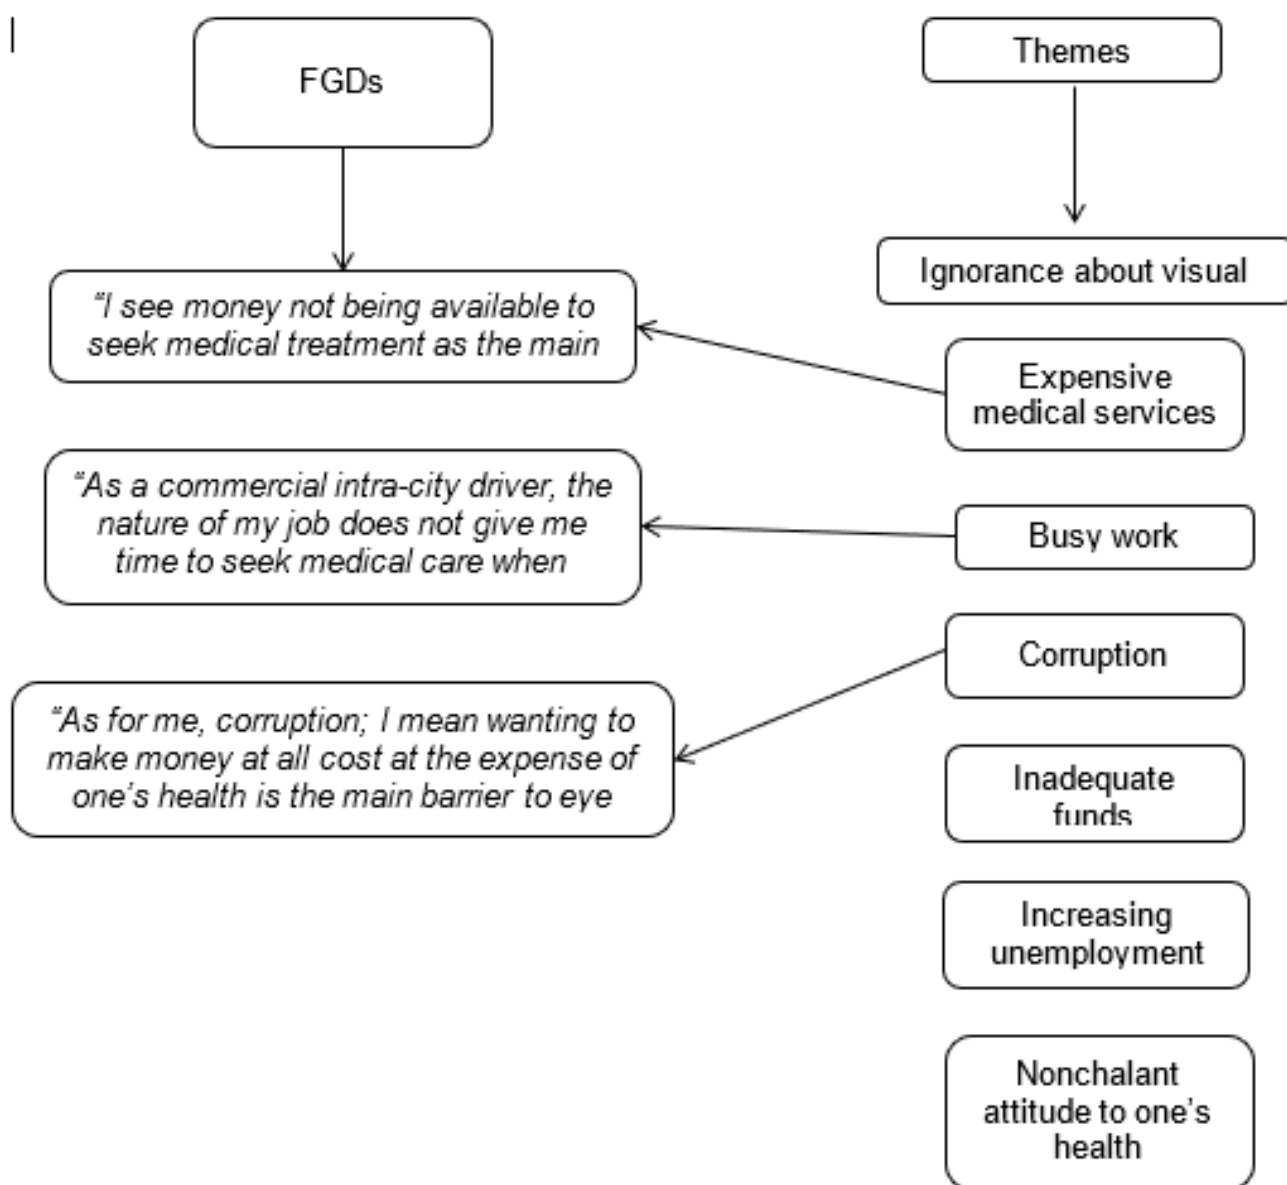 FGDs
"I see money not being available to
seek medical treatment as the main
"As a commercial intra-city driver, the
nature of my job does not give me
time to seek medical care when
"As for me, corruption; I mean wanting to
make money at all cost at the expense of
one's health is the main barrier to eye
Themes
Ignorance about visual
Expensive
medical services
Busy work
Corruption
Inadequate
funds
Increasing
unemployment
Nonchalant
attitude to one's
health